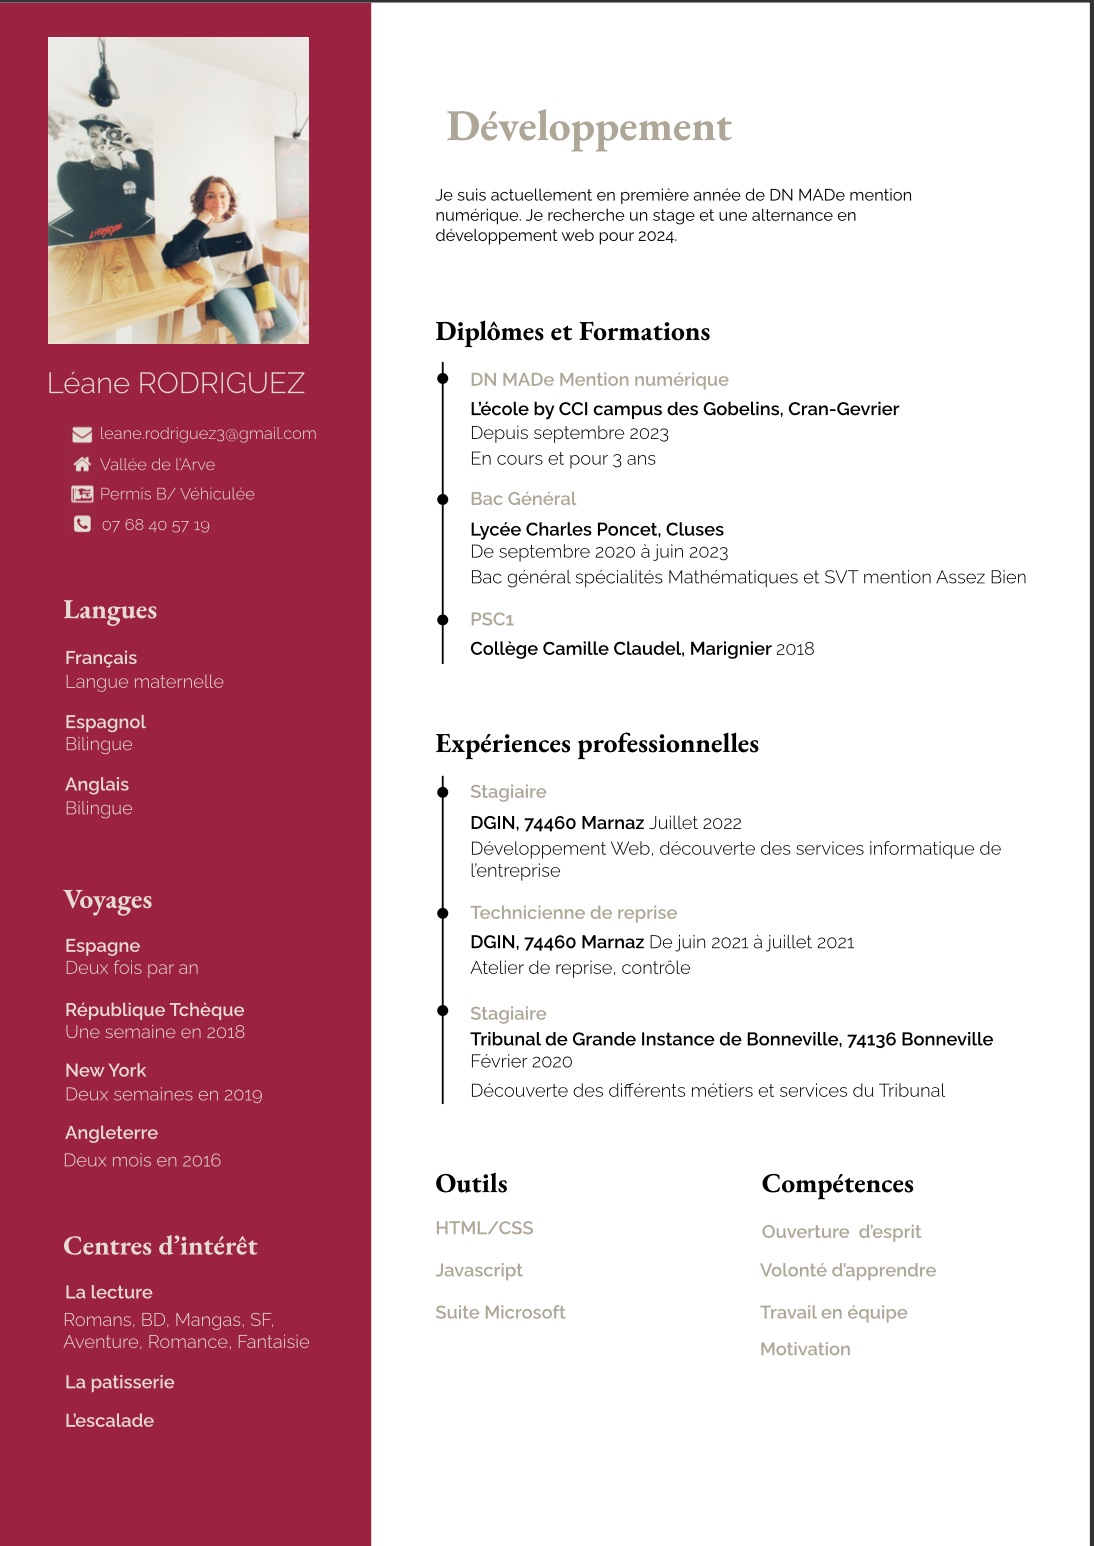 Léane RODRIGUEZ
leane.rodriguez3@gmail.com
Vallée de l'Arve
Permis B/ Véhiculée
07 68 40 57 19
Langues
Français
Langue maternelle
Espagnol
Bilingue
Anglais
Bilingue
Voyages
Espagne
Deux fois par an
République Tchèque
Une semaine en 2018
New York
Deux semaines en 2019
Angleterre
Deux mois en 2016
Centres d'intérêt
La lecture
Romans, BD, Mangas, SF,
Aventure, Romance, Fantaisie
La patisserie
L'escalade
Développement
Je suis actuellement en première année de DN MADe mention
numérique. Je recherche un stage et une alternance en
développement web pour 2024.
Diplômes et Formations
DN MADe Mention numérique
L'école by CCI campus des Gobelins, Cran-Gevrier
Depuis septembre 2023
En cours et pour 3 ans
Bac Général
Lycée Charles Poncet, Cluses
De septembre 2020 à juin 2023
Bac général spécialités Mathématiques et SVT mention Assez Bien
PSC1
Collège Camille Claudel, Marignier 2018
Expériences professionnelles
Stagiaire
DGIN, 74460 Marnaz Juillet 2022
Développement Web, découverte des services informatique de
l'entreprise
Technicienne de reprise
DGIN, 74460 Marnaz De juin 2021 à juillet 2021
Atelier de reprise, contrôle
Stagiaire
Tribunal de Grande Instance de Bonneville, 74136 Bonneville
Février 2020
Découverte des différents métiers et services du Tribunal
Outils
HTML/CSS
Javascript
Suite Microsoft
Compétences
Ouverture  d'esprit
Volonté d'apprendre
Travail en équipe
Motivation